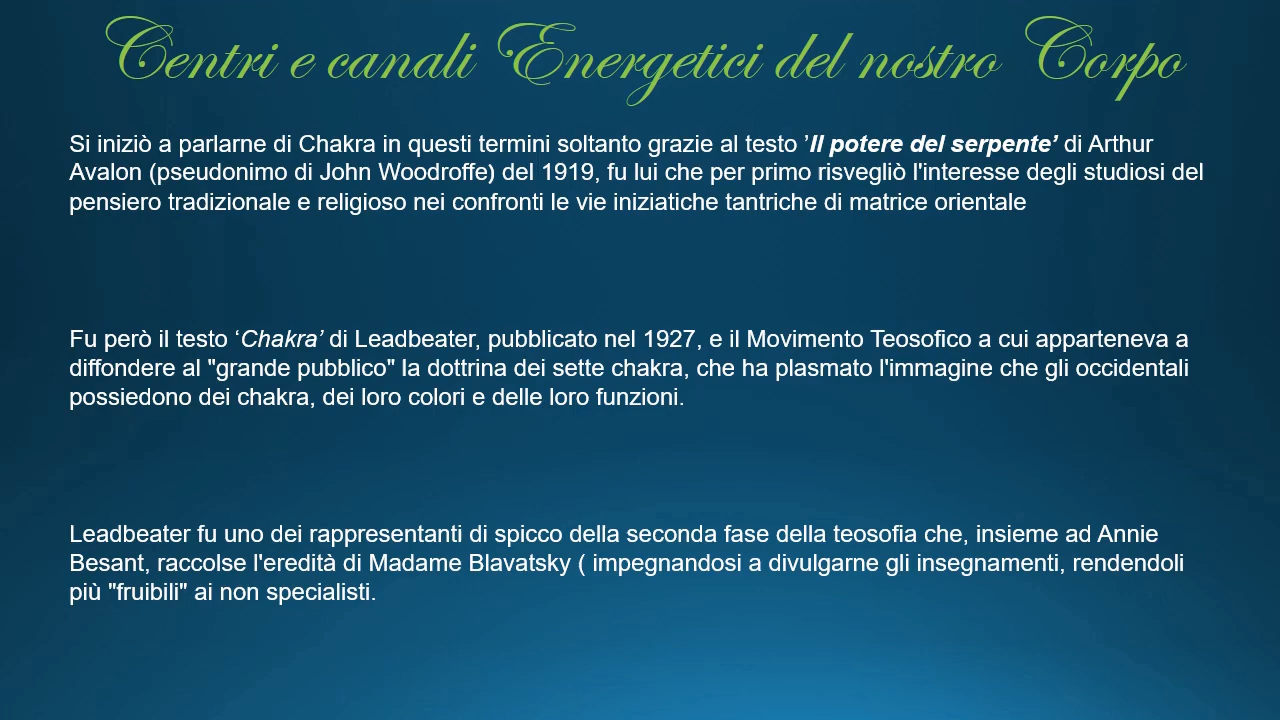 Centri e canali Energetici del nostro Corpo
Si iniziò a parlarne di Chakra in questi termini soltanto grazie al testo ’Il potere del serpente’ di Arthur
Avalon (pseudonimo di John Woodroffe) del 1919, fu lui che per primo risvegliò l'interesse degli studiosi del
pensiero tradizionale e religioso nei confronti le vie iniziatiche tantriche di matrice orientale
Fu però il testo ‘Chakra’ di Leadbeater, pubblicato nel 1927, e il Movimento Teosofico a cui apparteneva a
diffondere al "grande pubblico" la dottrina dei sette chakra, che ha plasmato l'immagine che gli occidentali
possiedono dei chakra, dei loro colori e delle loro funzioni.
Leadbeater fu uno dei rappresentanti di spicco della seconda fase della teosofia che, insieme ad Annie
Besant, raccolse l'eredità di Madame Blavatsky ( impegnandosi a divulgarne gli insegnamenti, rendendoli
più "fruibili" ai non specialisti.